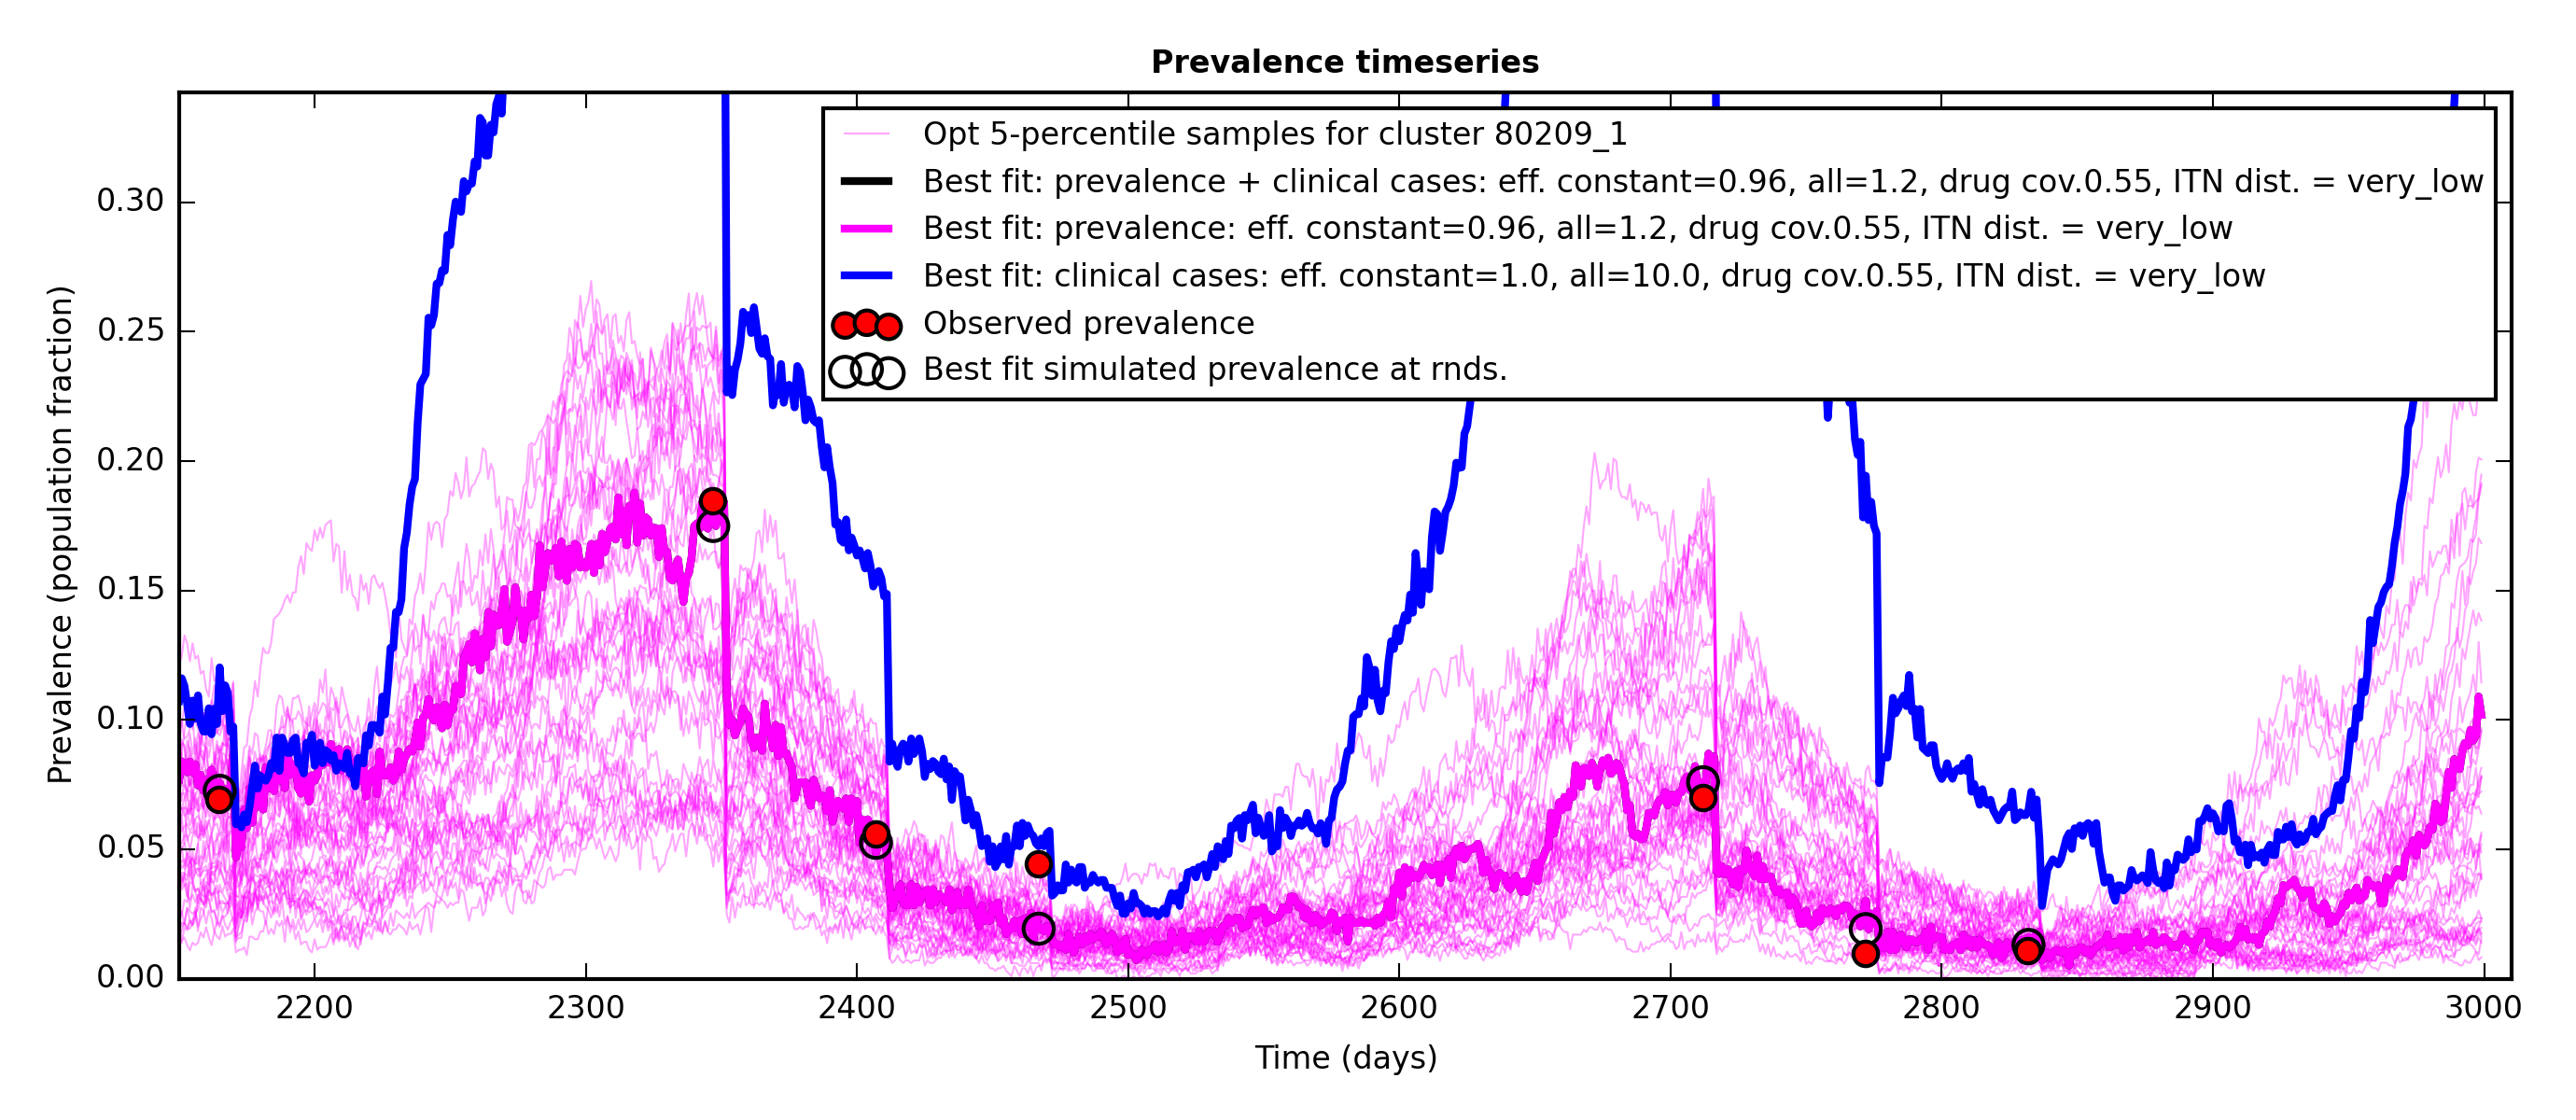 Prevalence timeseries
Opt 5-percentile samples for cluster 80209_1
Best fit: prevalence + clinical cases: eff. constant=0.96, all=1.2, drug cov.0.55, ITN dist. = very_low
Best fit: prevalence: eff. constant=0.96, all=1.2, drug cov.0.55, ITN dist. = very_low
Best fit: clinical cases: eff. constant=1.0, all=10.0, drug cov.0.55, ITN dist. = very_low
Observed prevalence
Best fit simulated prevalence at rnds.
Prevalence (population fraction)
0.30
0.25
0.20
0.15
0.10
0.05
0.00
2200 2300 2400 2500 2600 2700 2800 2900 3000
Time (days)